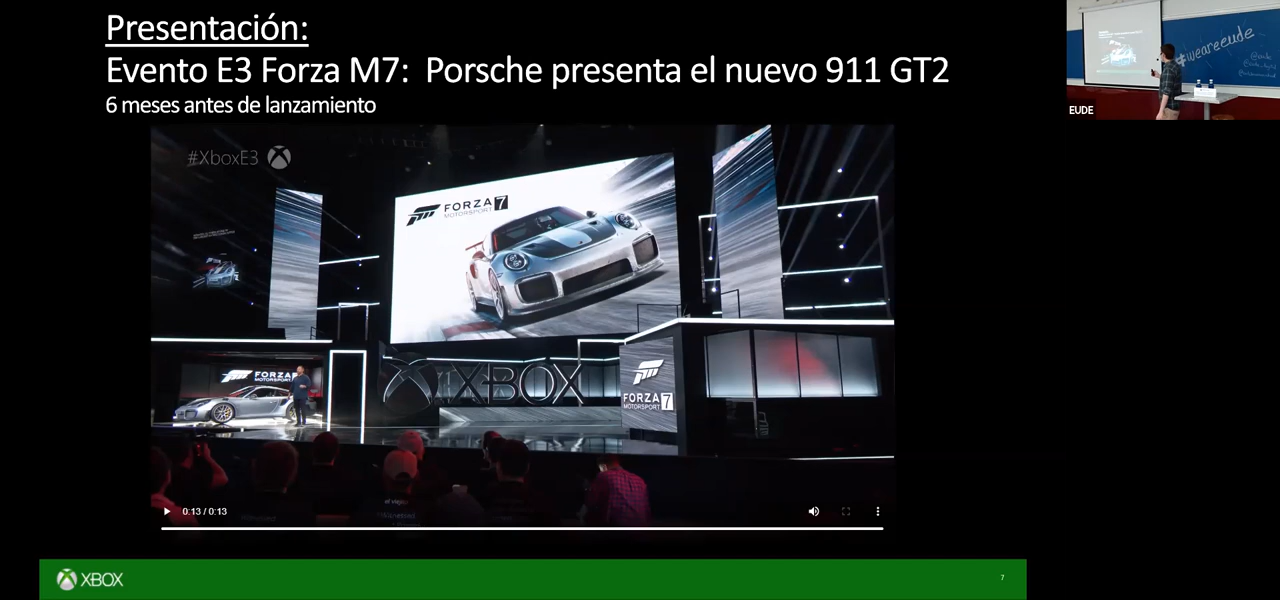 Presentación:
Evento E3 Forza M7: Porsche presenta el nuevo 911 GT2
6 meses antes de lanzamiento
#XboxE3
FORZA 7
MOTORSPORT
FORZA
MOTORSPORT
XBOX
FORZA 7
MOTORSPORT
0:13 / 0:13
XBOX
7
#weareeude
EUDE